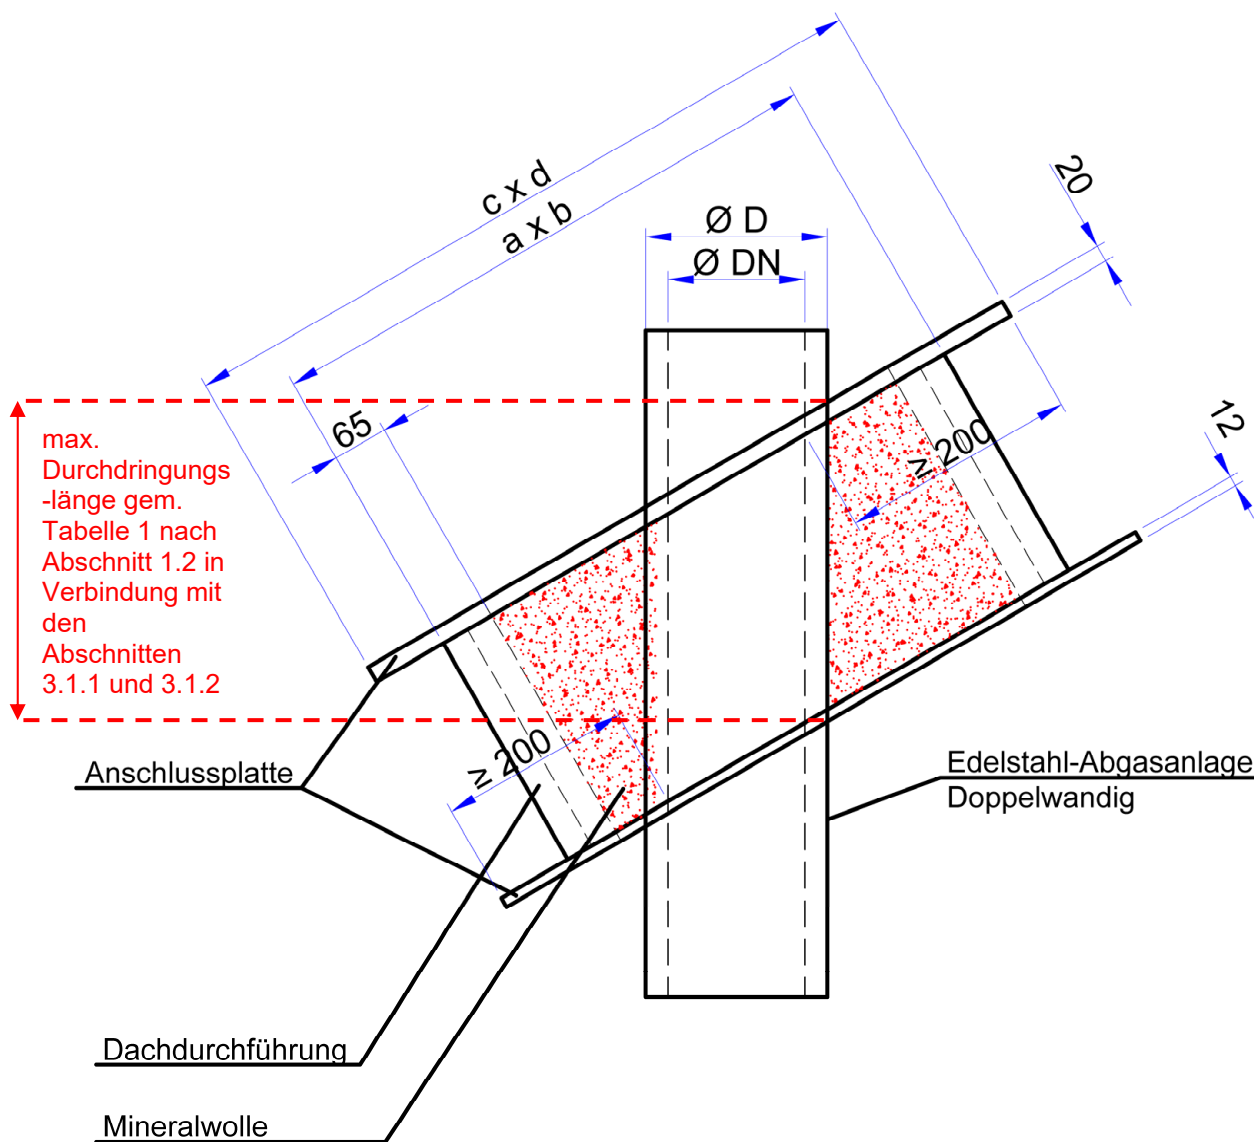 c x d
a x b
20
Ø D
Ø DN
65
≥ 200
12
max.
Durchdringungs
-länge gem.
Tabelle 1 nach
Abschnitt 1.2 in
Verbindung mit
den
Abschnitten
3.1.1 und 3.1.2
≥ 200
Anschlussplatte
Edelstahl-Abgasanlage
Doppelwandig
Dachdurchführung
Mineralwolle